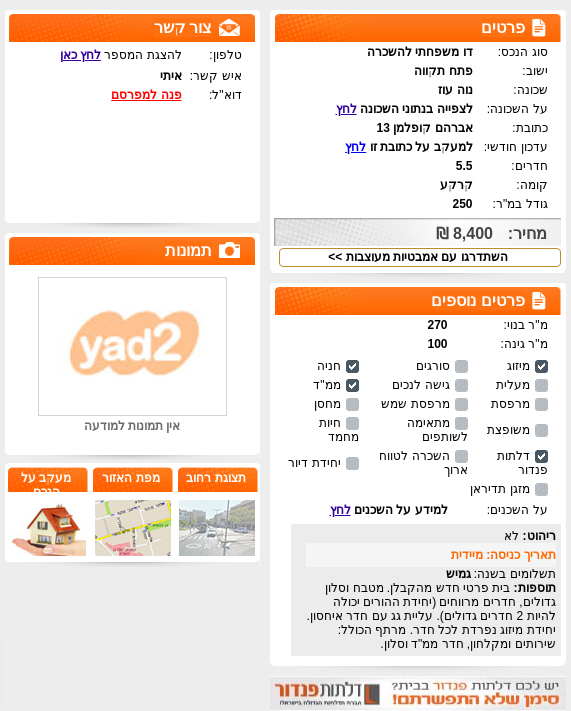 פרטים
סוג הנכס: דו משפחתי להשכרה
ישוב: פתח תקווה
שכונה: נוה עוז
על השכונה: לצפייה בנתוני השכונה לחץ
כתובת: אברהם קופלמן 13
עדכון חודשי: למעקב על כתובת זו לחץ
חדרים: 5.5
קומה: קרקע
גודל במ"ר: 250
מחיר: 8,400 ₪
השתדרגו עם אמבטיות מעוצבות >>
פרטים נוספים
מ"ר בנוי: 270
מ"ר גינה: 100
מיזוג סורגים חניה
מעלית גישה לנכים ממ"ד
מרפסת מרפסת שמש מחסן
משופצת מתאימה לשותפים חיות מחמד
דלתות פנדור השכרה לטווח ארוך יחידת דיור
מזגן תדיראן
על השכנים: למידע על השכנים לחץ
ריהוט: לא
תאריך כניסה: מיידית
תשלומים בשנה: גמיש
תוספות: בית פרטי חדש מהקבלן. מטבח וסלון
גדולים, חדרים מרווחים (יחידת ההורים יכולה
להיות 2 חדרים גדולים). עליית גג עם חדר איחסון.
יחידת מיזוג נפרדת לכל חדר. מרתף הכולל:
שירותים ומקלחון, חדר ממ"ד וסלון.
יש לכם דלתות פנדור בבית?
סימן שלא התפשרתם!
דלתות פנדור
חברת הדלתות הגדולה בישראל
צור קשר
טלפון: להצגת המספר לחץ כאן
איש קשר: איתי
דוא"ל: פנה למפרסם
תמונות
yad2
אין תמונות למודעה
תצוגת רחוב
מפת האזור
מעקב על
הנכס